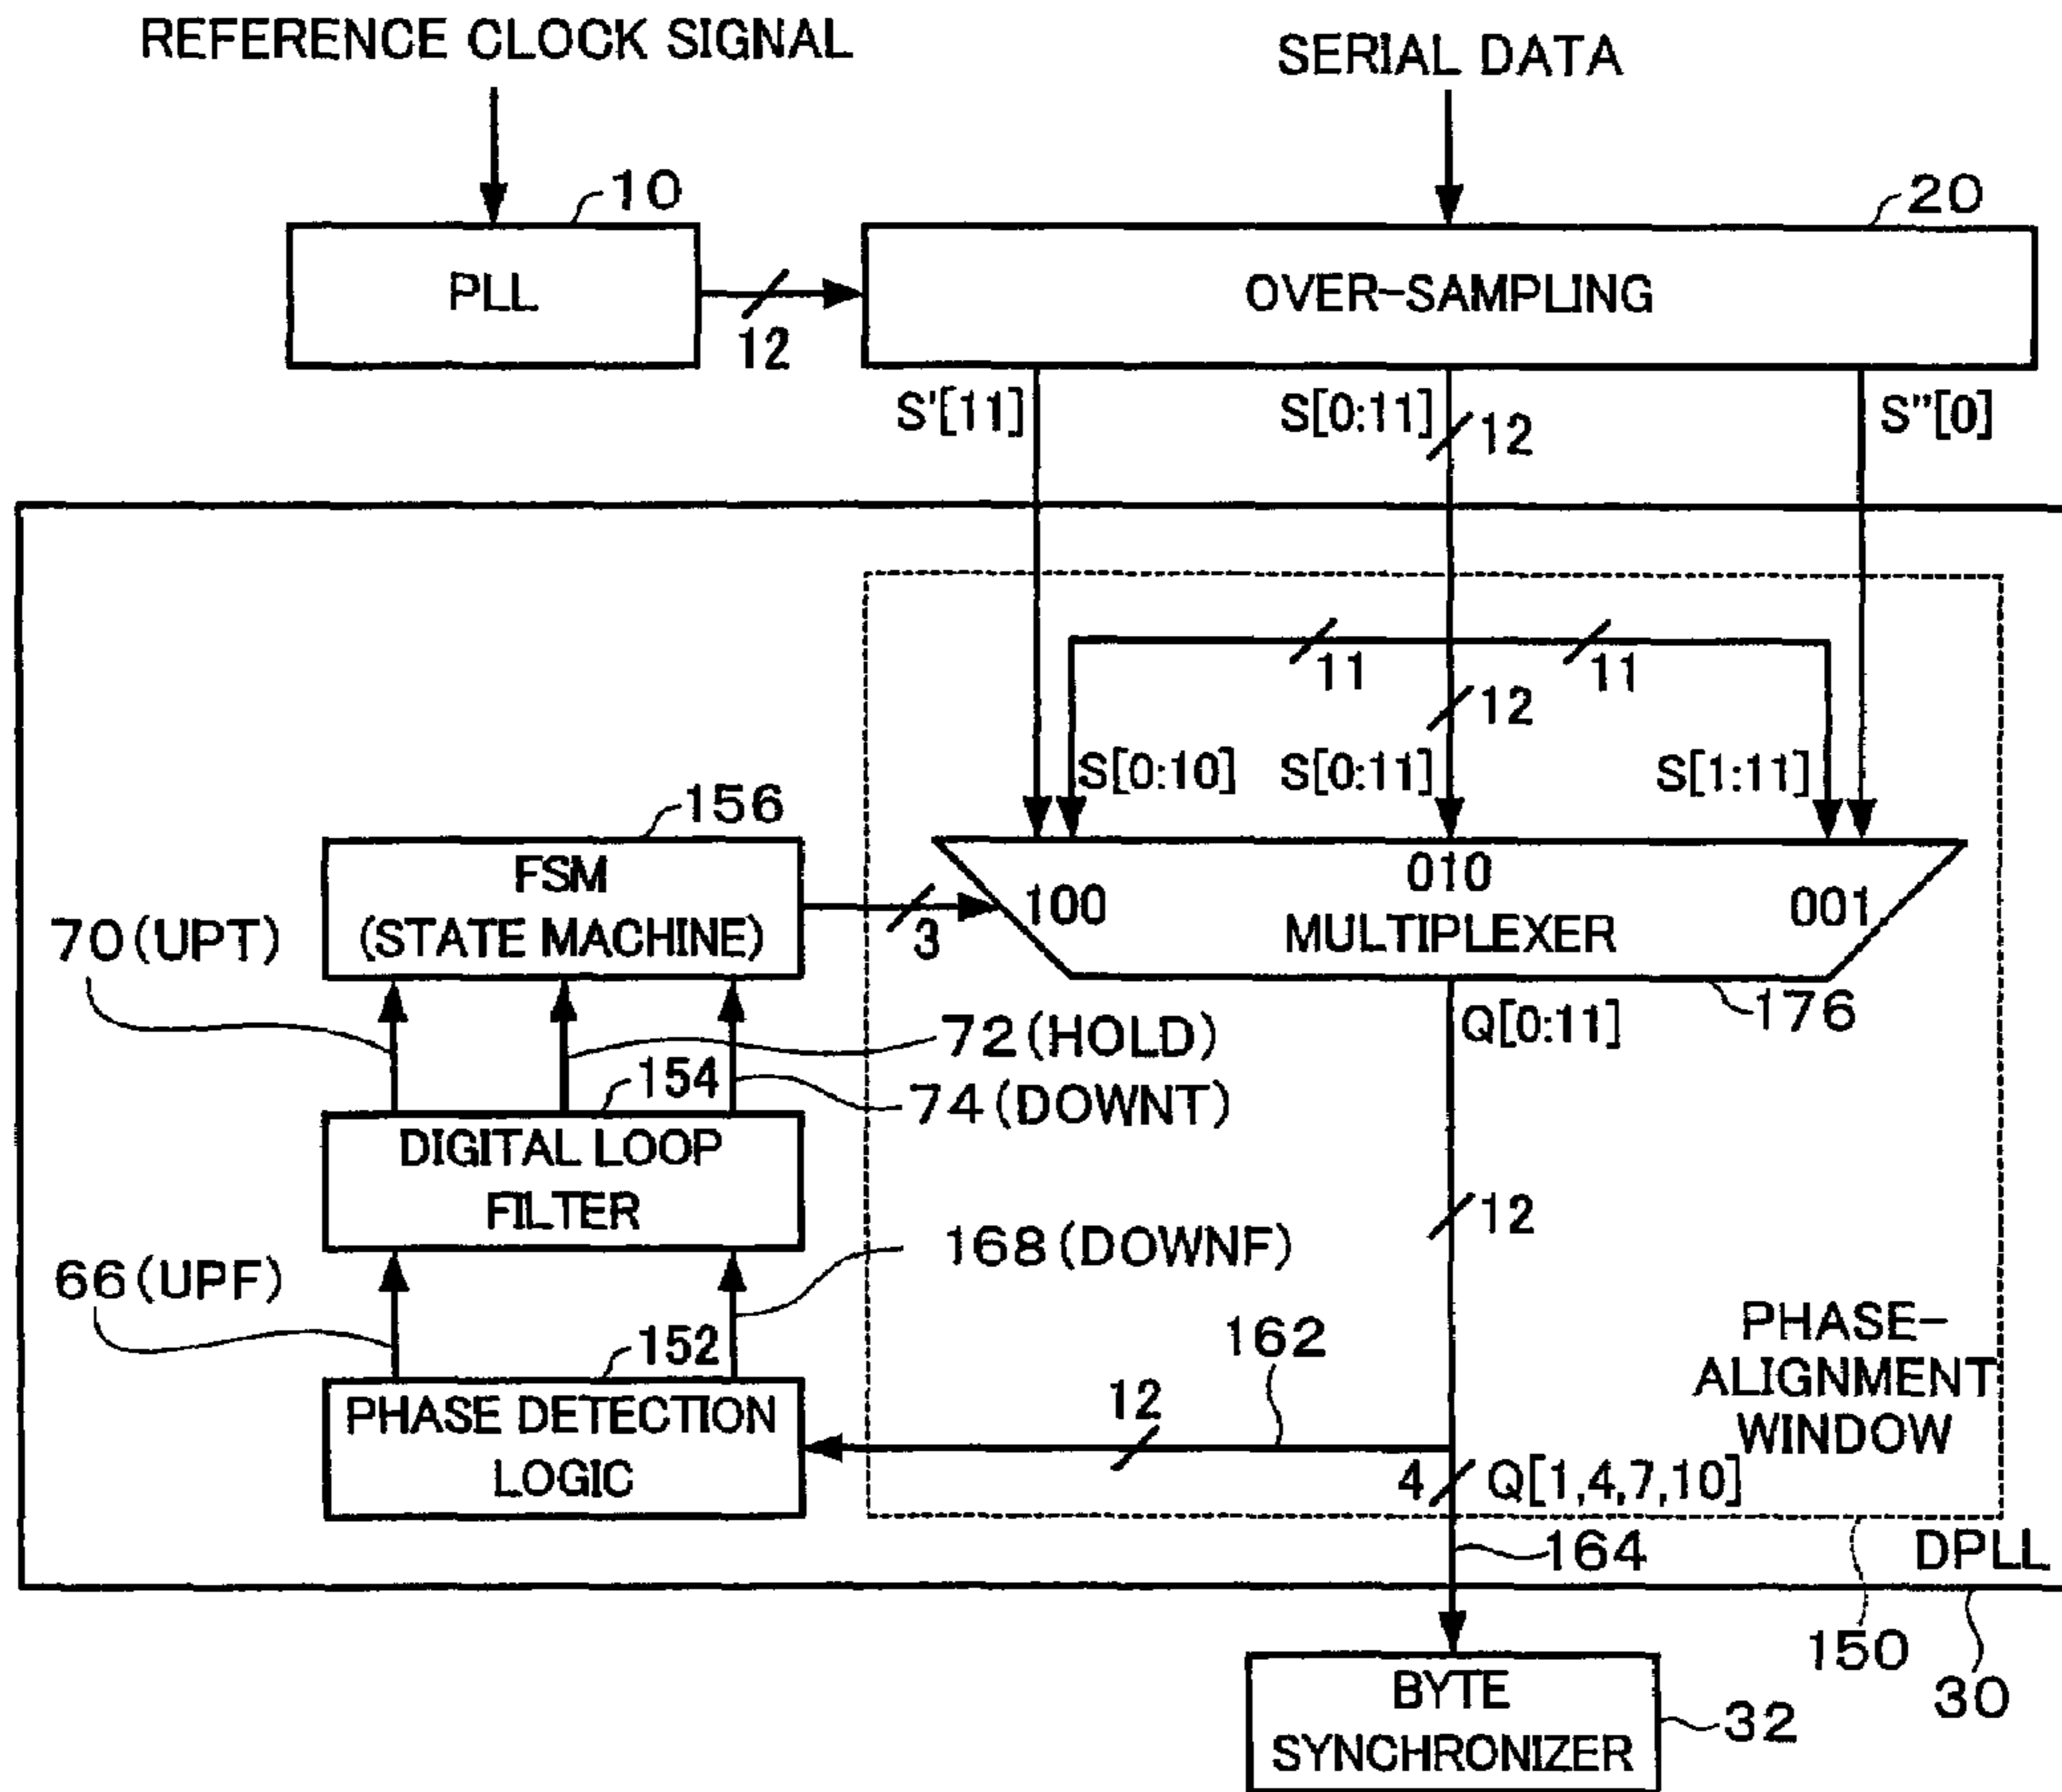 REFERENCE CLOCK SIGNAL
SERIAL DATA
10
20
PLL
12
OVER-SAMPLING
S'[11]
S[0:11]
12
S"[0]
11
11
12
S[0:10]
S[0:11]
S[1:11]
156
FSM
(STATE MACHINE)
3
100
010
001
MULTIPLEXER
176
70(UPT)
Q[0:11]
72(HOLD)
154
74(DOWNT)
DIGITAL LOOP
FILTER
12
168(DOWNF)
66(UPF)
152
162
PHASE-
ALIGNMENT
WINDOW
PHASE DETECTION
LOGIC
12
4
Q[1,4,7,10]
164
DPLL
150
30
BYTE
SYNCHRONIZER
32